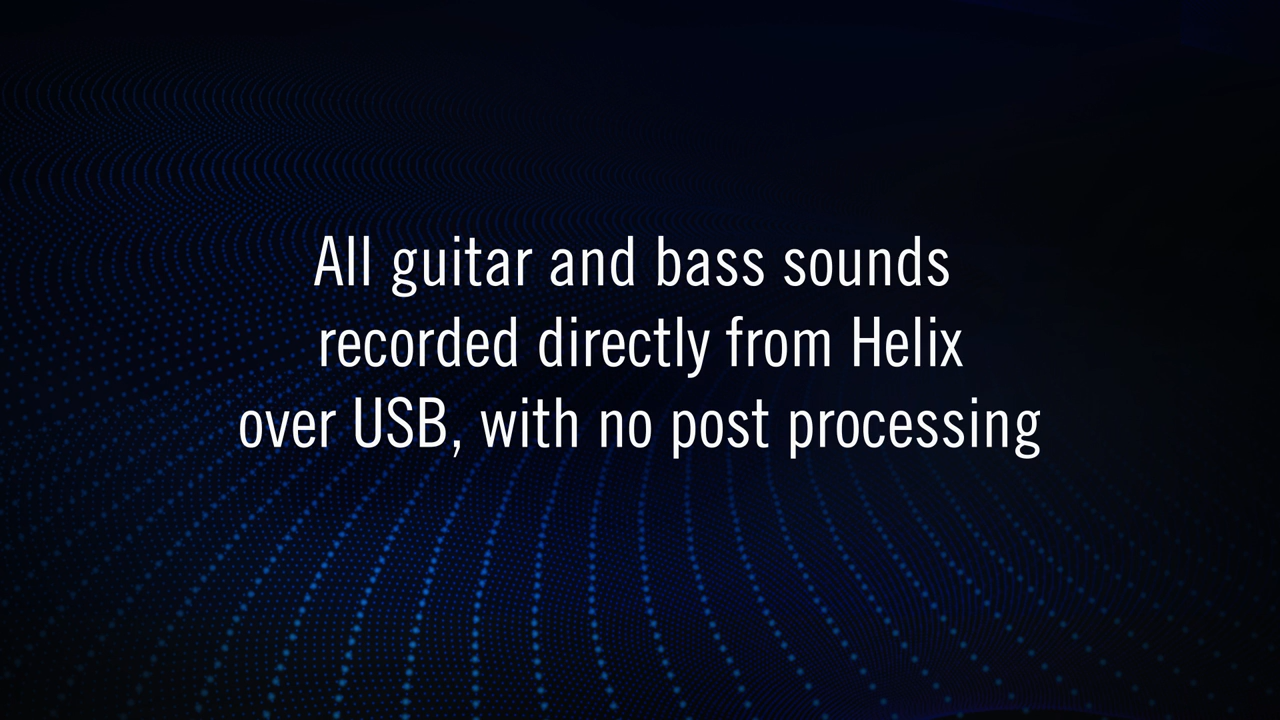 All guitar and bass sounds
recorded directly from Helix
over USB, with no post processing